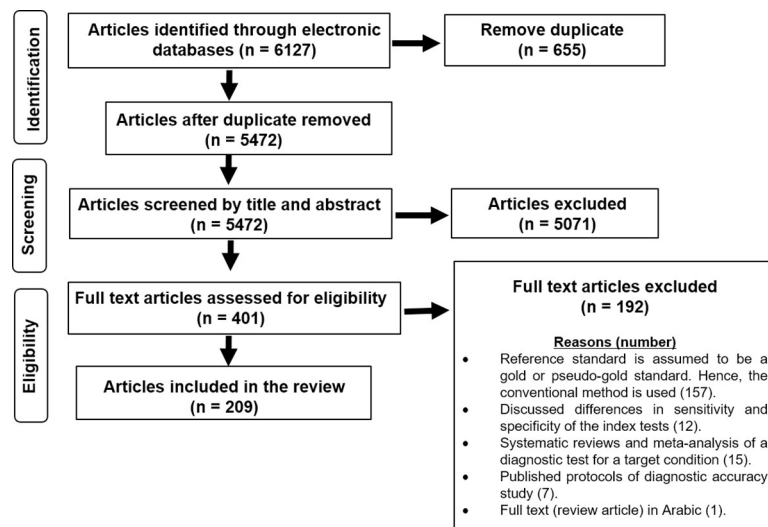 Identification
Articles identified through electronic
databases (n = 6127)
Remove duplicate
(n = 655)
Articles after duplicate removed
(n = 5472)
Screening
Articles screened by title and abstract
(n = 5472)
Articles excluded
(n = 5071)
Eligibility
Full text articles assessed for eligibility
(n = 401)
Articles included in the review
(n = 209)
Full text articles excluded
(n = 192)
Reasons (number)
• Reference standard is assumed to be a
gold or pseudo-gold standard. Hence, the
conventional method is used (157).
• Discussed differences in sensitivity and
specificity of the index tests (12).
• Systematic reviews and meta-analysis of a
diagnostic test for a target condition (15).
• Published protocols of diagnostic accuracy
study (7).
• Full text (review article) in Arabic (1).